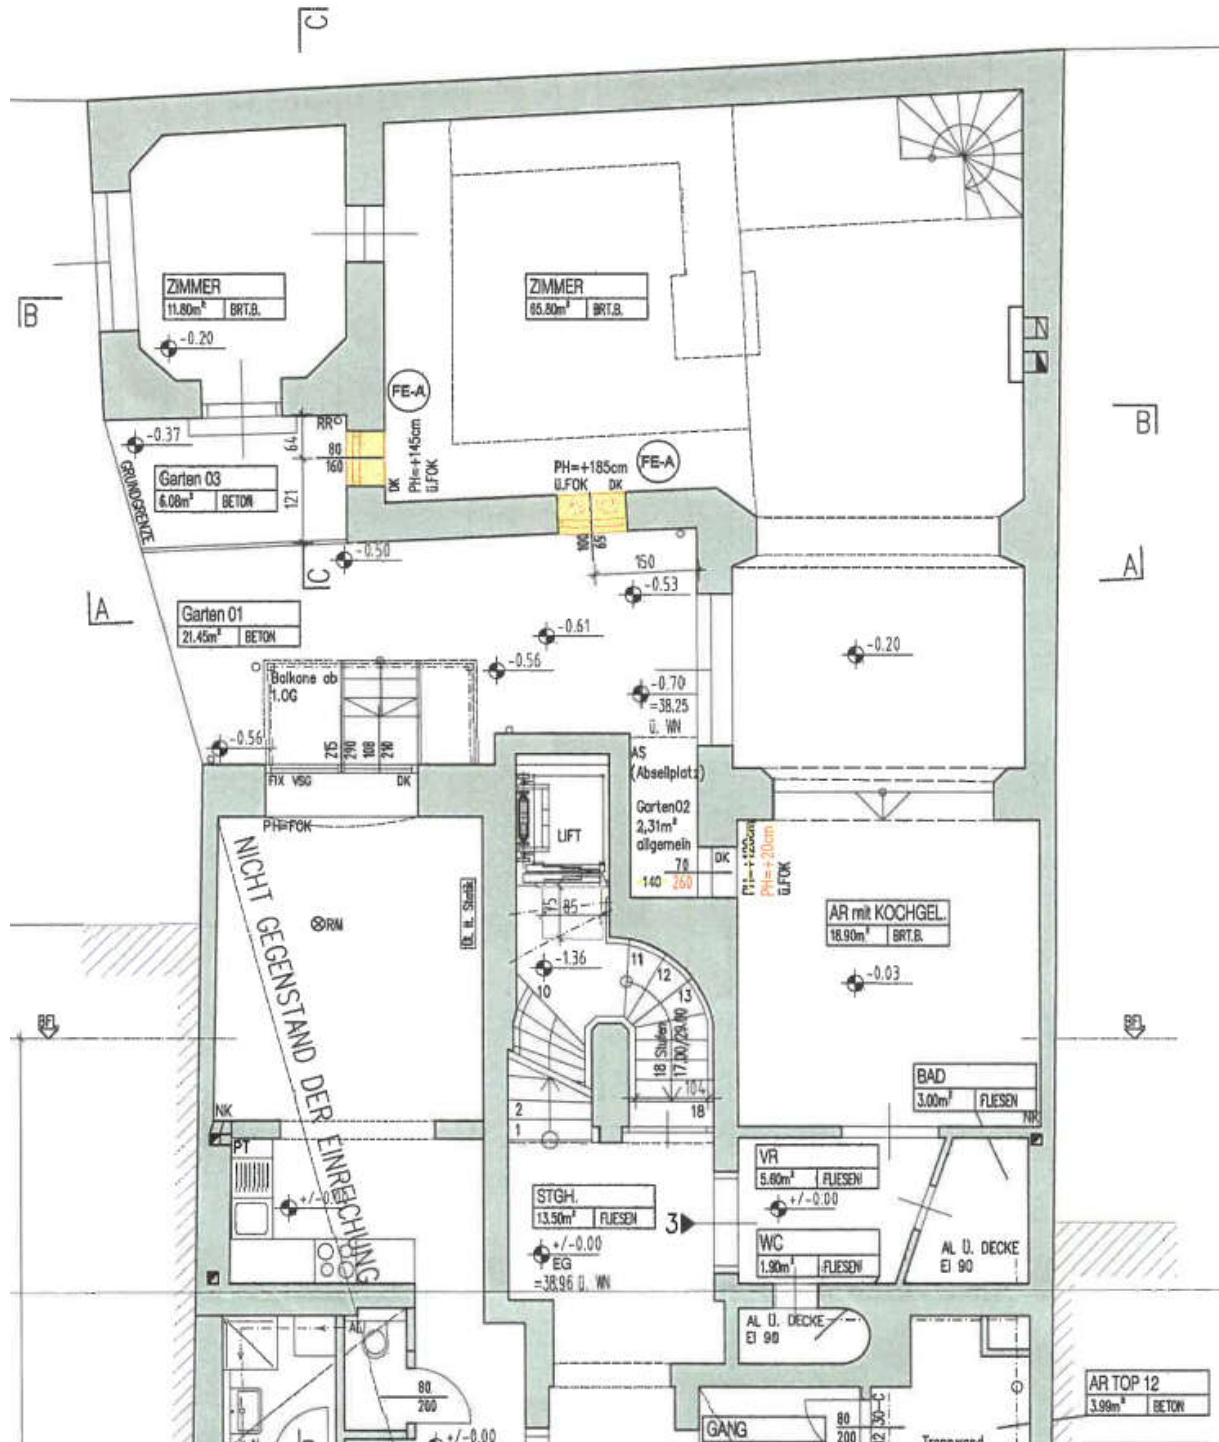 C
ZIMMER
11.80m² BRT.B.
-0.20
ZIMMER
65.80m² BRT.B.
B
B
FE-A
RR
-0.37
64
80
160
PH=+145cm
ü.FOK
DK
Garten 03
6.08m² BETON
121
GRUNDGRENZE
PH=+185cm
ü.FOK DK
FE-A
-0.50
C
100
65
150
-0.53
A
A
Garten 01
21.45m² BETON
-0.61
-0.56
-0.20
Balkone ab
1.OG
-0.70
=38.25
ü. WN
-0.56
215
290
108
210
FIX VSG
DK
PH=FOK
AS
(Abseilplatz)
Garten02
2,31m²
allgemein
70
140 260
DK
LIFT
PH=+120cm
PH=+20cm
ü.FOK
NICHT GEGENSTAND DER EINREICHUNG
RM
DL lt. Statik
85
AR mit KOCHGEL.
18.90m² BRT.B.
-1.36
-0.03
10
11
12
13
18 Stufen
17.00/29.00
104
18
2
1
BFL
BFL
BAD
3.00m² FLIESEN
NK
NK
PT
VR
5.60m² FLIESEN
+/-0.00
STGH.
13.50m² FLIESEN
3
+/-0.00
EG
=38.96 Ü. WN
WC
1.90m² FLIESEN
AL Ü. DECKE
EI 90
AL Ü. DECKE
EI 90
80
200
+/-0.00
GANG
80
200
AR TOP 12
3.99m² BETON